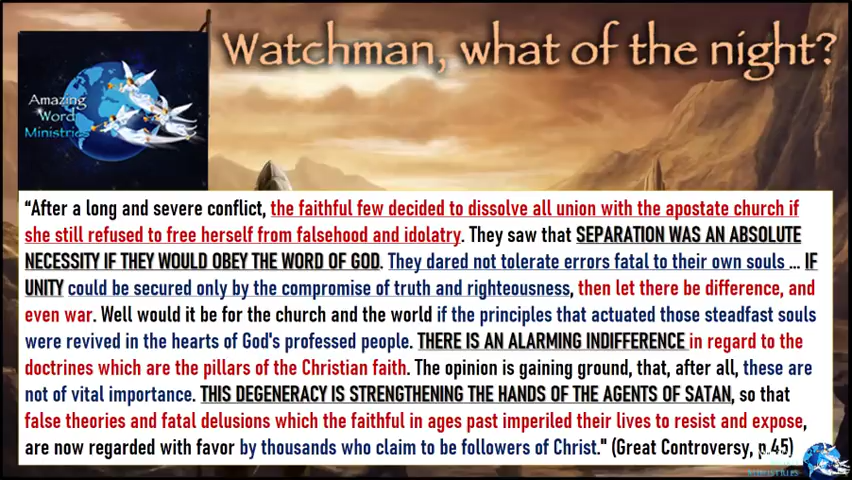 Watchman, what of the night?
Amazing
Word
Ministries
“After a long and severe conflict, the faithful few decided to dissolve all union with the apostate church if
she still refused to free herself from falsehood and idolatry. They saw that SEPARATION WAS AN ABSOLUTE
NECESSITY IF THEY WOULD OBEY THE WORD OF GOD. They dared not tolerate errors fatal to their own souls ... IF
UNITY could be secured only by the compromise of truth and righteousness, then let there be difference, and
even war. Well would it be for the church and the world if the principles that actuated those steadfast souls
were revived in the hearts of God's professed people. THERE IS AN ALARMING INDIFFERENCE in regard to the
doctrines which are the pillars of the Christian faith. The opinion is gaining ground, that, after all, these are
not of vital importance. THIS DEGENERACY IS STRENGTHENING THE HANDS OF THE AGENTS OF SATAN, so that
false theories and fatal delusions which the faithful in ages past imperiled their lives to resist and expose,
are now regarded with favor by thousands who claim to be followers of Christ." (Great Controversy, p.45)
MINISTRIES